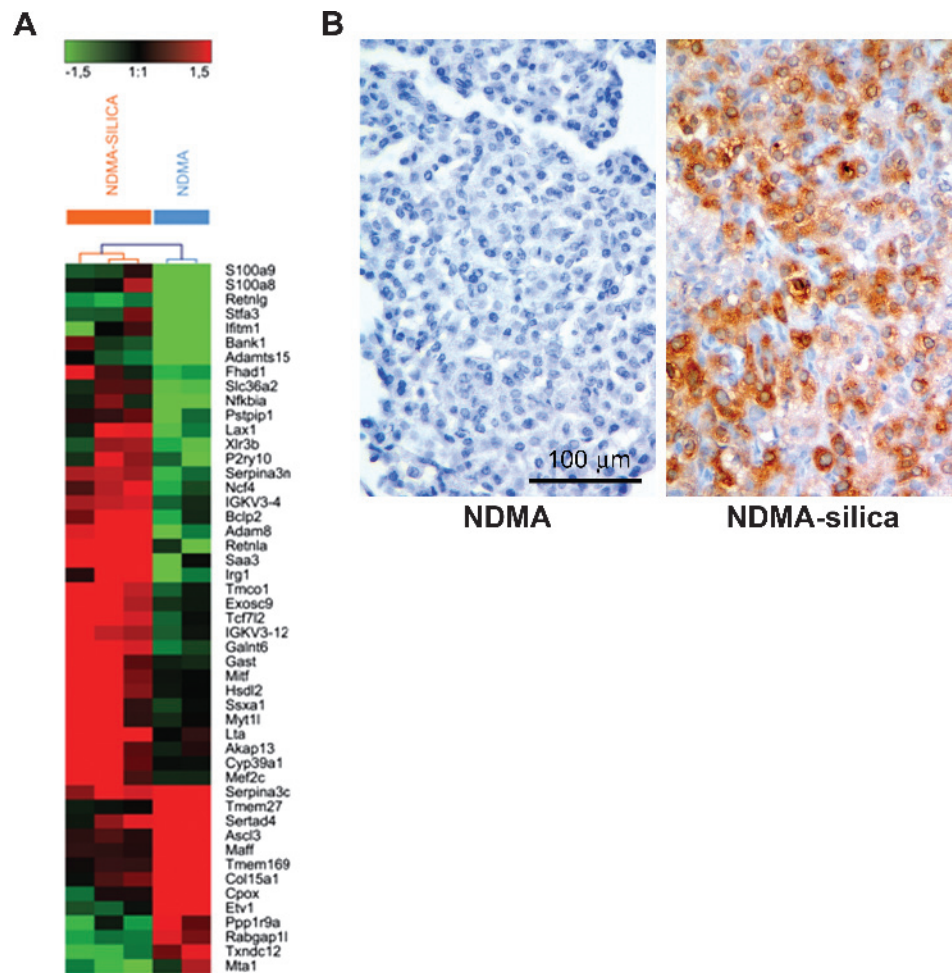 A
-1,5 1:1 1,5
NDMA-SILICA
NDMA
S100a9
S100a8
Retnlg
Stfa3
Ifitm1
Bank1
Adamts15
Fhad1
Slc36a2
Nfkbia
Pstpip1
Lax1
Xlr3b
P2ry10
Serpina3n
Ncf4
IGKV3-4
Bclp2
Adam8
Retnla
Saa3
Irg1
Tmco1
Exosc9
Tcf7l2
IGKV3-12
Galnt6
Gast
Mitf
Hsdl2
Ssxa1
Myt1l
Lta
Akap13
Cyp39a1
Mef2c
Serpina3c
Tmem27
Sertad4
Ascl3
Maff
Tmem169
Col15a1
Cpox
Etv1
Ppp1r9a
Rabgap1l
Txndc12
Mta1
B
100 µm
NDMA
NDMA-silica